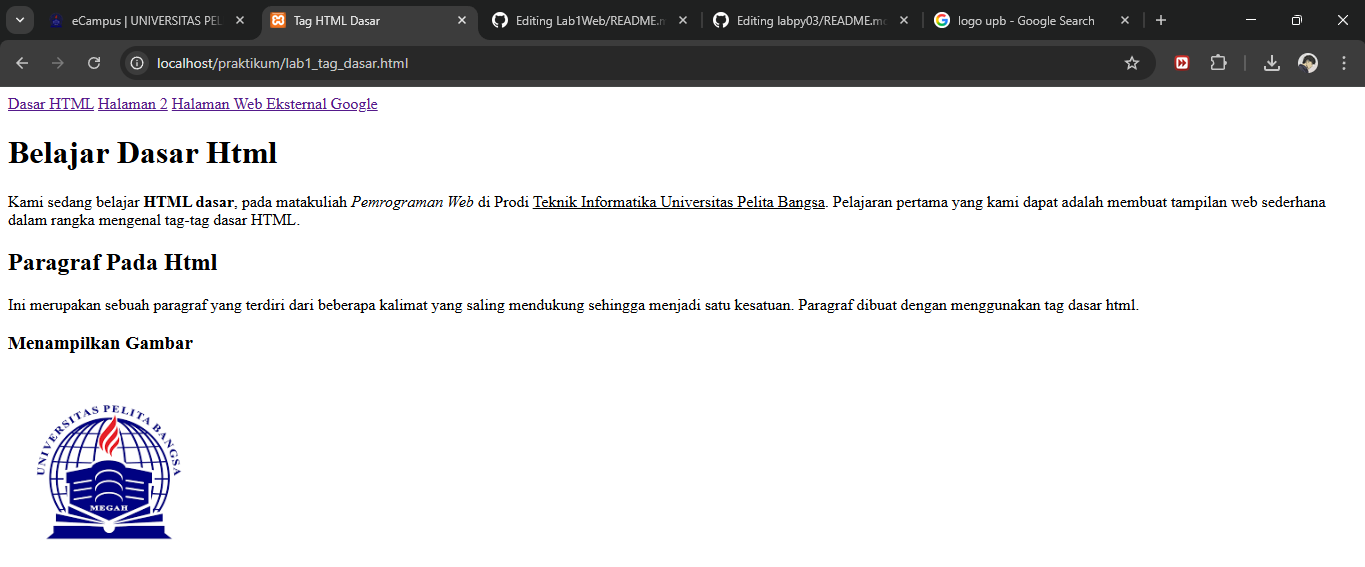 eCampus | UNIVERSITAS PEL
Tag HTML Dasar
Editing Lab1Web/README.m
Editing labpy03/README.mc
logo upb - Google Search
localhost/praktikum/lab1_tag_dasar.html
Dasar HTML Halaman 2 Halaman Web Eksternal Google
Belajar Dasar Html
Kami sedang belajar HTML dasar, pada matakuliah Pemrograman Web di Prodi Teknik Informatika Universitas Pelita Bangsa. Pelajaran pertama yang kami dapat adalah membuat tampilan web sederhana
dalam rangka mengenal tag-tag dasar HTML.
Paragraf Pada Html
Ini merupakan sebuah paragraf yang terdiri dari beberapa kalimat yang saling mendukung sehingga menjadi satu kesatuan. Paragraf dibuat dengan menggunakan tag dasar html.
Menampilkan Gambar
UNIVERSITAS PELITA BANGSA
MEGAH